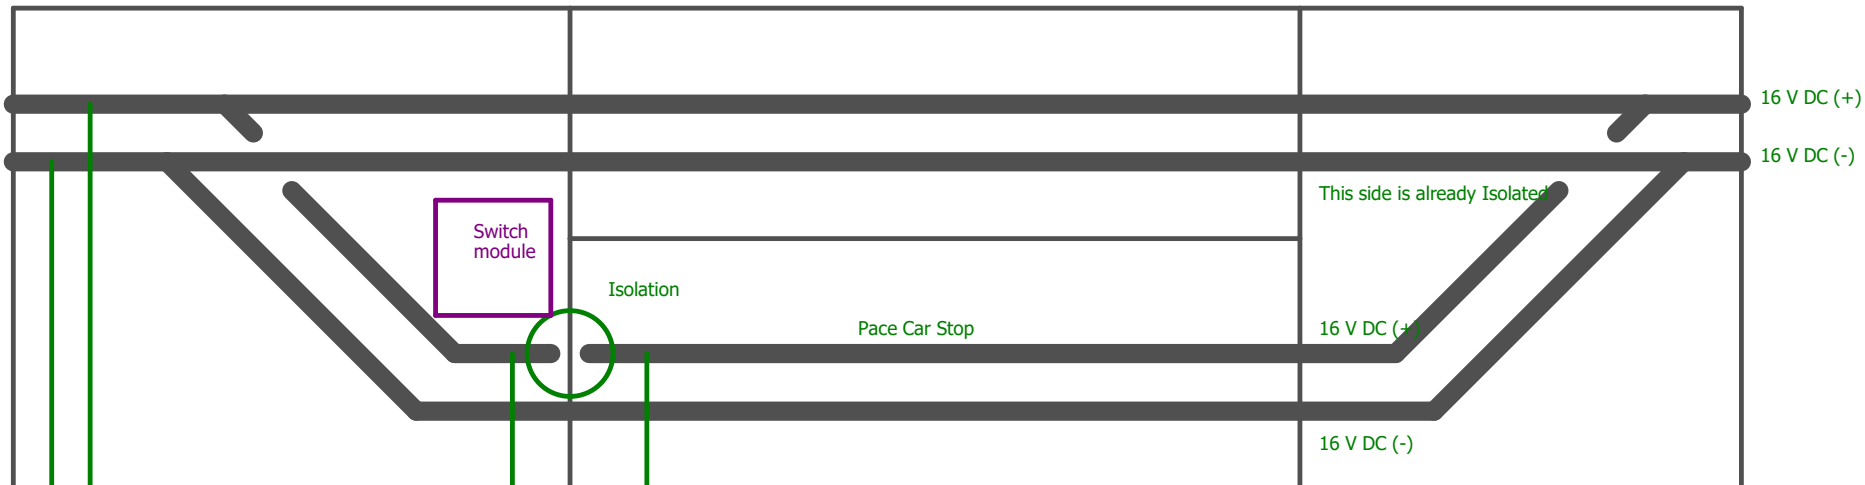 16 V DC (+)
16 V DC (-)
This side is already Isolated
Switch
module
Isolation
Pace Car Stop
16 V DC (+)
16 V DC (-)